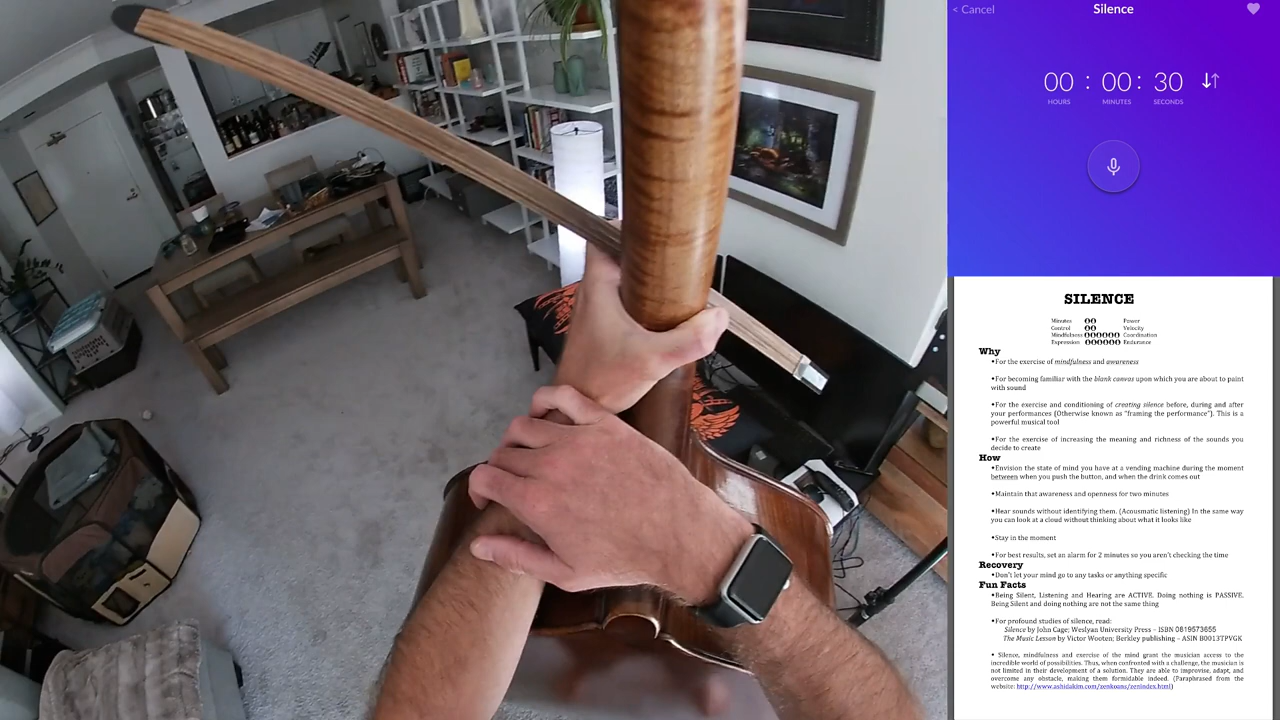 < Cancel
Silence
00 : 00 : 30
HOURS
MINUTES
SECONDS
SILENCE
Minutes OO Power
Control OO Velocity
Mindfulness OOOOOO Coordination
Expression OOOOOO Endurance
Why
•For the exercise of mindfulness and awareness
•For becoming familiar with the blank canvas upon which you are about to paint
with sound
•For the exercise and conditioning of creating silence before, during and after
your performances (Otherwise known as "framing the performance"). This is a
powerful musical tool
•For the exercise of increasing the meaning and richness of the sounds you
decide to create
How
•Envision the state of mind you have at a vending machine during the moment
between when you push the button, and when the drink comes out
•Maintain that awareness and openness for two minutes
•Hear sounds without identifying them. (Acousmatic listening) In the same way
you can look at a cloud without thinking about what it looks like
•Stay in the moment
•For best results, set an alarm for 2 minutes so you aren't checking the time
Recovery
•Don't let your mind go to any tasks or anything specific
Fun Facts
•Being Silent, Listening and Hearing are ACTIVE. Doing nothing is PASSIVE.
Being Silent and doing nothing are not the same thing
•For profound studies of silence, read:
Silence by John Cage; Weslyan University Press – ISBN 0819573655
The Music Lesson by Victor Wooten; Berkley publishing – ASIN B0013TPVGK
• Silence, mindfulness and exercise of the mind grant the musician access to the
incredible world of possibilities. Thus, when confronted with a challenge, the musician is
not limited in their development of a solution. They are able to improvise, adapt, and
overcome any obstacle, making them formidable indeed. (Paraphrased from the
website: http://www.ashidakim.com/zenkoans/zenindex.html)